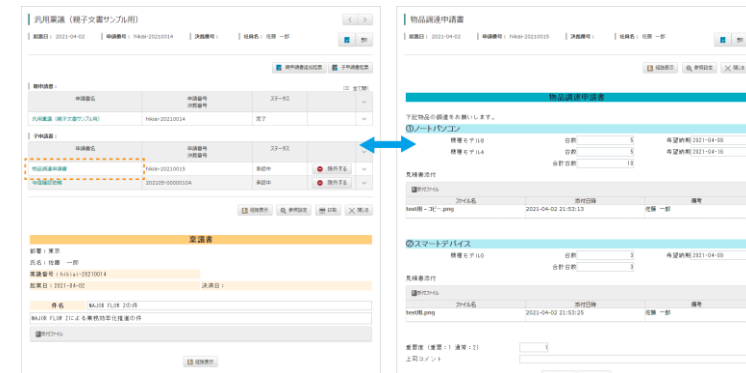 汎用稟議（親子文書サンプル用）
起票日： 2021-04-02 申請番号： hikiai-20210014 決裁番号： 社員名： 佐藤 一郎
親申請書追加起票 子申請書起票
親申請：
全て開く
申請書名 申請番号 決裁番号 ステータス
汎用稟議（親子文書サンプル用） hikiai-20210014 完了
子申請書：
申請書名 申請番号 決裁番号 ステータス
物品調達申請書 hikiai-20210015 承認中 除外する
202105-0000010A 承認中 除外する
経路表示 参照設定 印刷 閉じる
稟議書
部署：東京
氏名：佐藤 一郎
稟議番号：hikiai-20210014
起案日：2021-04-02 決済日：
件名 MAJOR FLOW Zの件
MAJOR FLOW Zによる業務効率化推進の件
添付ファイル
経路表示
物品調達申請書
起票日： 2021-04-02 申請番号： hikiai-20210015 決裁番号： 社員名： 佐藤 一郎
経路表示 参照設定 閉じる
物品調達申請書
下記物品の調達をお願いします。
①ノートパソコン
機種モデルB 台数 5 希望納期 2021-04-09
機種モデルA 台数 5 希望納期 2021-04-16
合計台数 10
見積書添付
添付ファイル
ファイル名 添付日時 備考
test用 - コピー.png 2021-04-02 21:53:13 佐藤 一郎
②スマートデバイス
機種モデルD 台数 3 希望納期 2021-04-09
合計台数 3
見積書添付
添付ファイル
ファイル名 添付日時 備考
test用.png 2021-04-02 21:53:25 佐藤 一郎
重要度（重要：1 通常：2） 1
上司コメント